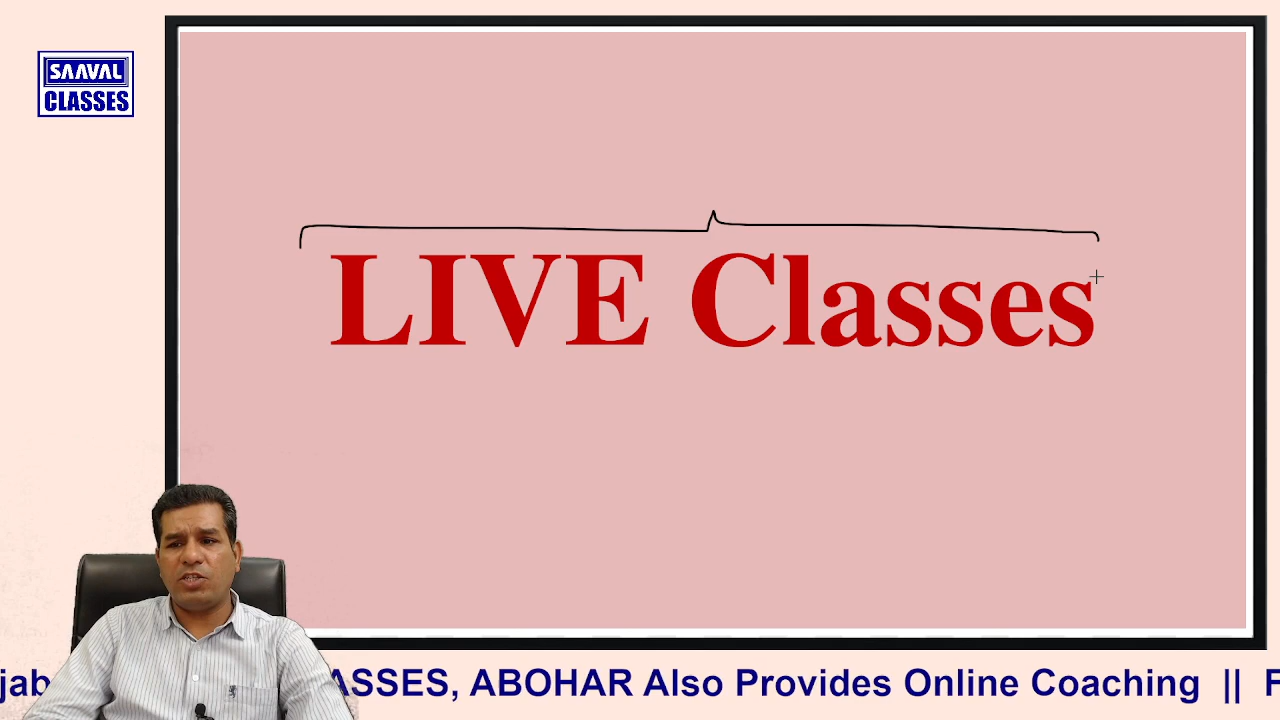 SAAVAL
CLASSES
LIVE Classes
ASSES, ABOHAR Also Provides Online Coaching ||